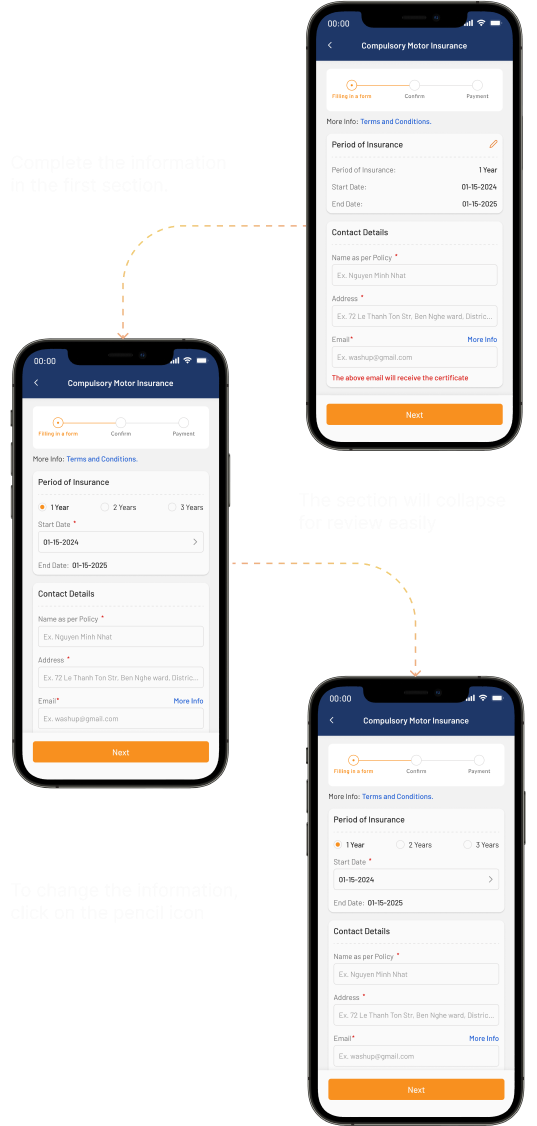 00:00
Compulsory Motor Insurance
Filling in a form
Confirm
Payment
More Info: Terms and Conditions.
Period of Insurance
Period of Insurance:
1 Year
Start Date:
01-15-2024
End Date:
01-15-2025
Contact Details
Name as per Policy *
Ex. Nguyen Minh Nhat
Address *
Ex. 72 Le Thanh Ton Str, Ben Nghe ward, Distric...
Email*
More Info
Ex. washup@gmail.com
The above email will receive the certificate
Next
Complete the information
in the first section.
00:00
Compulsory Motor Insurance
Filling in a form
Confirm
Payment
More Info: Terms and Conditions.
Period of Insurance
1 Year
2 Years
3 Years
Start Date *
01-15-2024
End Date: 01-15-2025
Contact Details
Name as per Policy *
Ex. Nguyen Minh Nhat
Address *
Ex. 72 Le Thanh Ton Str, Ben Nghe ward, Distric...
Email*
More Info
Ex. washup@gmail.com
Next
The section will collapse
for review easily
00:00
Compulsory Motor Insurance
Filling in a form
Confirm
Payment
More Info: Terms and Conditions.
Period of Insurance
1 Year
2 Years
3 Years
Start Date *
01-15-2024
End Date: 01-15-2025
Contact Details
Name as per Policy *
Ex. Nguyen Minh Nhat
Address *
Ex. 72 Le Thanh Ton Str, Ben Nghe ward, Distric...
Email*
More Info
Ex. washup@gmail.com
Next
To change the information,
click on the pencil icon